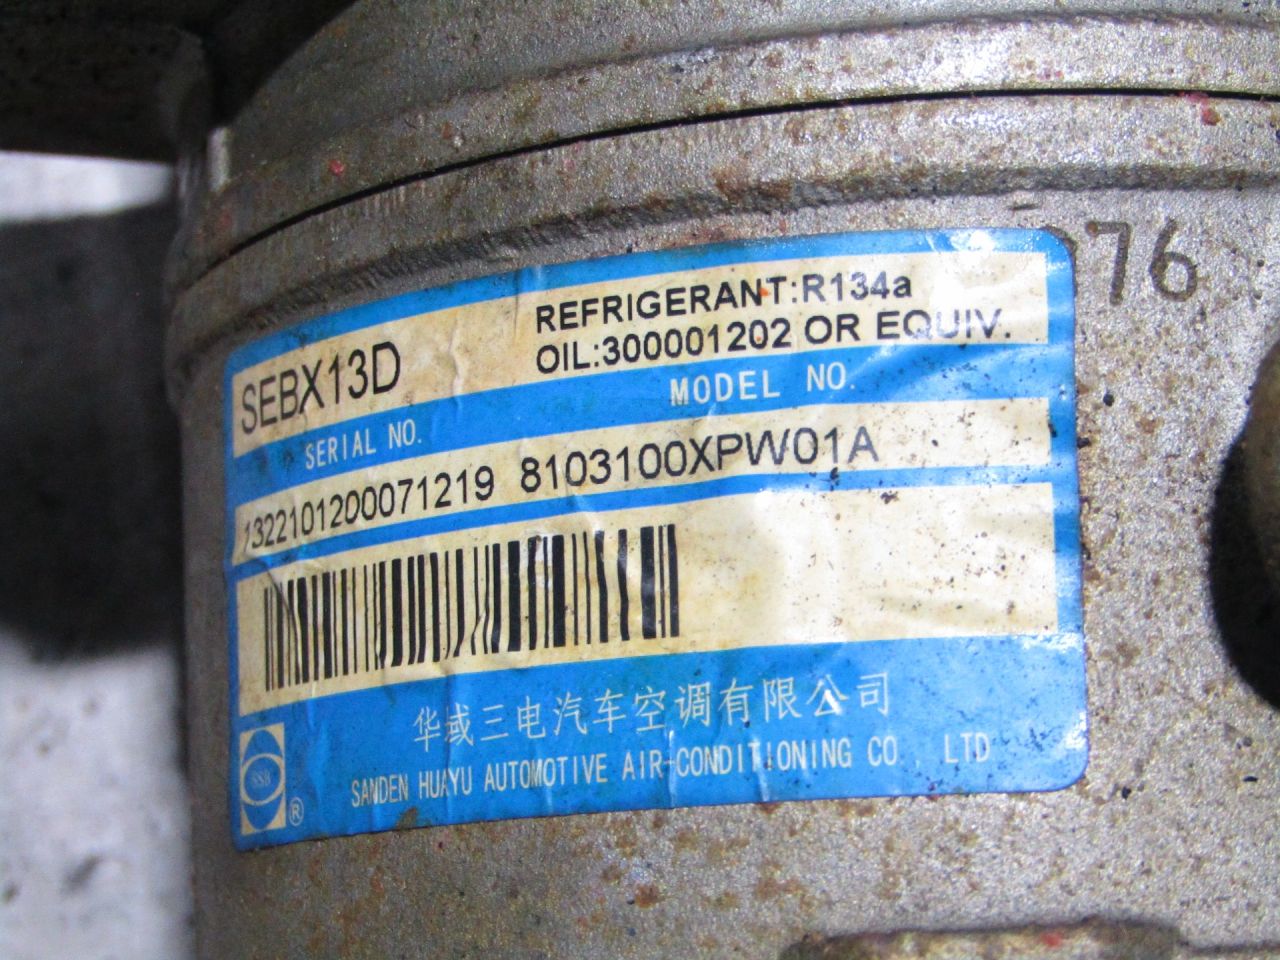 76
SEBX13D
REFRIGERANT:R134a
OIL:300001202 OR EQUIV.
SERIAL NO.
MODEL NO.
1322101200071219 8103100XPW01A
华域三电汽车空调有限公司
SSB ®
SANDEN HUAYU AUTOMOTIVE AIR-CONDITIONING CO., LTD